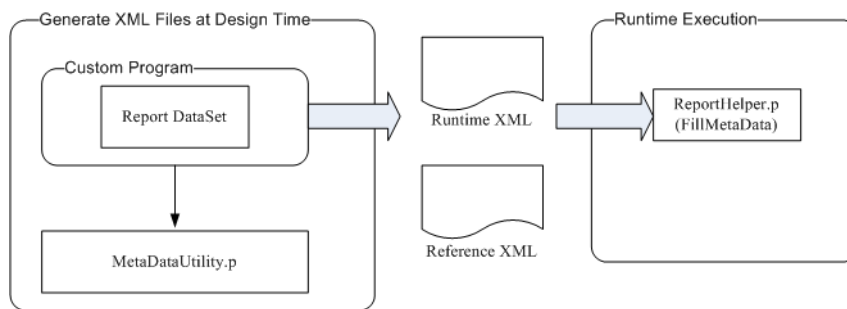 Generate XML Files at Design Time
Custom Program
Report DataSet
MetaDataUtility.p
Runtime XML
Reference XML
Runtime Execution
ReportHelper.p
(FillMetaData)